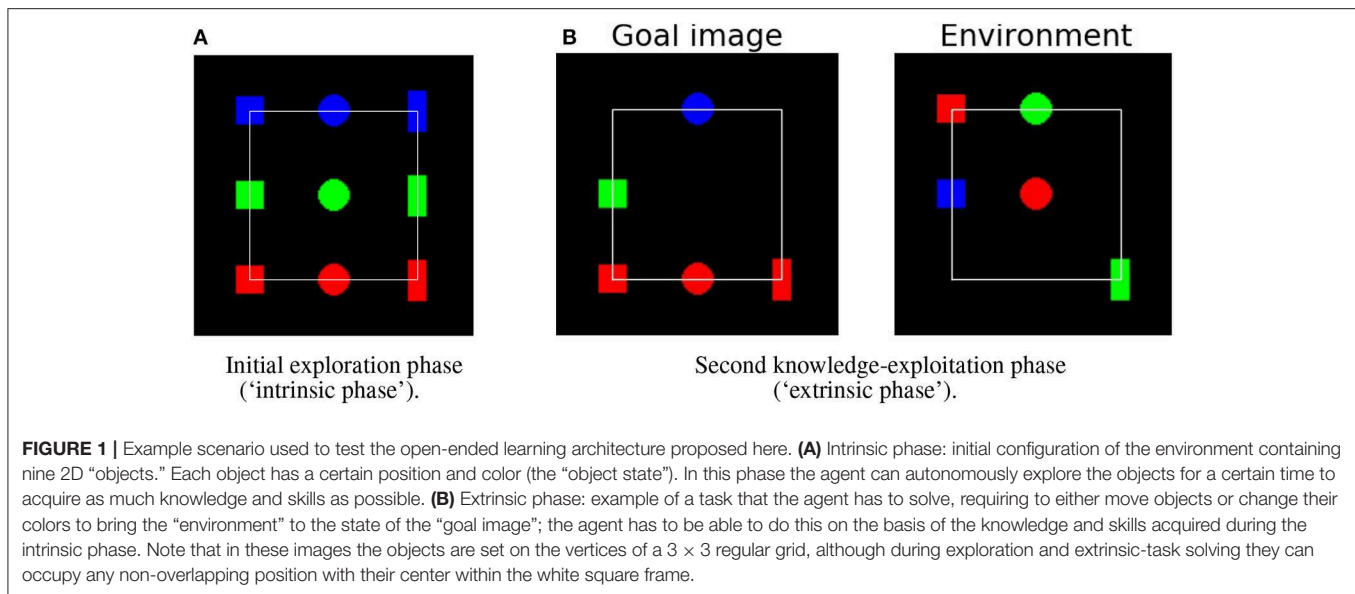 A
B
Goal image
Environment
Initial exploration phase
(‘intrinsic phase’).
Second knowledge-exploitation phase
(‘extrinsic phase’).
FIGURE 1 | Example scenario used to test the open-ended learning architecture proposed here. (A) Intrinsic phase: initial configuration of the environment containing
nine 2D “objects.” Each object has a certain position and color (the “object state”). In this phase the agent can autonomously explore the objects for a certain time to
acquire as much knowledge and skills as possible. (B) Extrinsic phase: example of a task that the agent has to solve, requiring to either move objects or change their
colors to bring the “environment” to the state of the “goal image”; the agent has to be able to do this on the basis of the knowledge and skills acquired during the
intrinsic phase. Note that in these images the objects are set on the vertices of a 3 × 3 regular grid, although during exploration and extrinsic-task solving they can
occupy any non-overlapping position with their center within the white square frame.